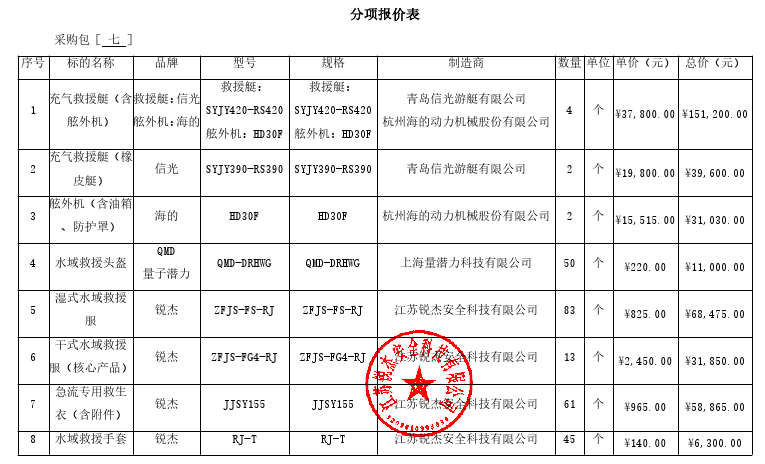 分项报价表
采购包［ 七 ］
序号 标的名称 品牌 型号 规格 制造商 数量 单位 单价（元） 总价（元）
1 充气救援艇（含舷外机） 救援艇：信光 舷外机：海的 救援艇：SYJY420-RS420 舷外机：HD30F 救援艇：SYJY420-RS420 舷外机：HD30F 青岛信光游艇有限公司 杭州海的动力机械股份有限公司 4 个 ¥37,800.00 ¥151,200.00
2 充气救援艇（橡皮艇） 信光 SYJY390-RS390 SYJY390-RS390 青岛信光游艇有限公司 2 个 ¥19,800.00 ¥39,600.00
3 舷外机（含油箱、防护罩） 海的 HD30F HD30F 杭州海的动力机械股份有限公司 2 个 ¥15,515.00 ¥31,030.00
4 水域救援头盔 QMD 量子潜力 QMD-DRHWG QMD-DRHWG 上海量潜力科技有限公司 50 个 ¥220.00 ¥11,000.00
5 湿式水域救援服 锐杰 ZFJS-FS-RJ ZFJS-FS-RJ 江苏锐杰安全科技有限公司 83 个 ¥825.00 ¥68,475.00
6 干式水域救援服（核心产品） 锐杰 ZFJS-FG4-RJ ZFJS-FG4-RJ 江苏锐杰安全科技有限公司 13 个 ¥2,450.00 ¥31,850.00
7 急流专用救生衣（含附件） 锐杰 JJSY155 JJSY155 江苏锐杰安全科技有限公司 61 个 ¥965.00 ¥58,865.00
8 水域救援手套 锐杰 RJ-T RJ-T 江苏锐杰安全科技有限公司 45 个 ¥140.00 ¥6,300.00
江苏锐杰安全科技有限公司